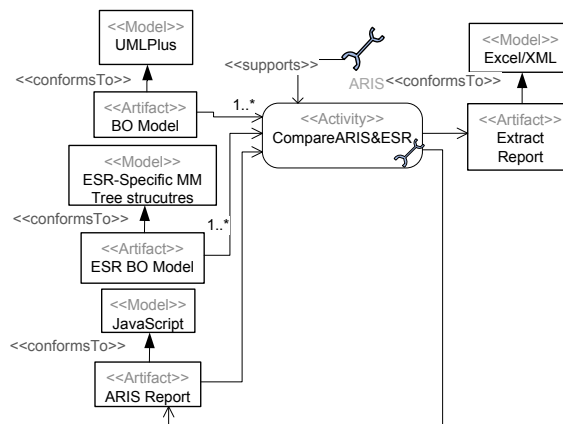 <<Model>>
UMLPlus
<<conformsTo>>
<<Artifact>>
BO Model
1..*
<<supports>>
ARIS
<<Activity>>
CompareARIS&ESR
<<Model>>
Excel/XML
<<conformsTo>>
<<Artifact>>
Extract
Report
<<Model>>
ESR-Specific MM
Tree strucutres
<<conformsTo>>
1..*
<<Artifact>>
ESR BO Model
<<Model>>
JavaScript
<<conformsTo>>
<<Artifact>>
ARIS Report